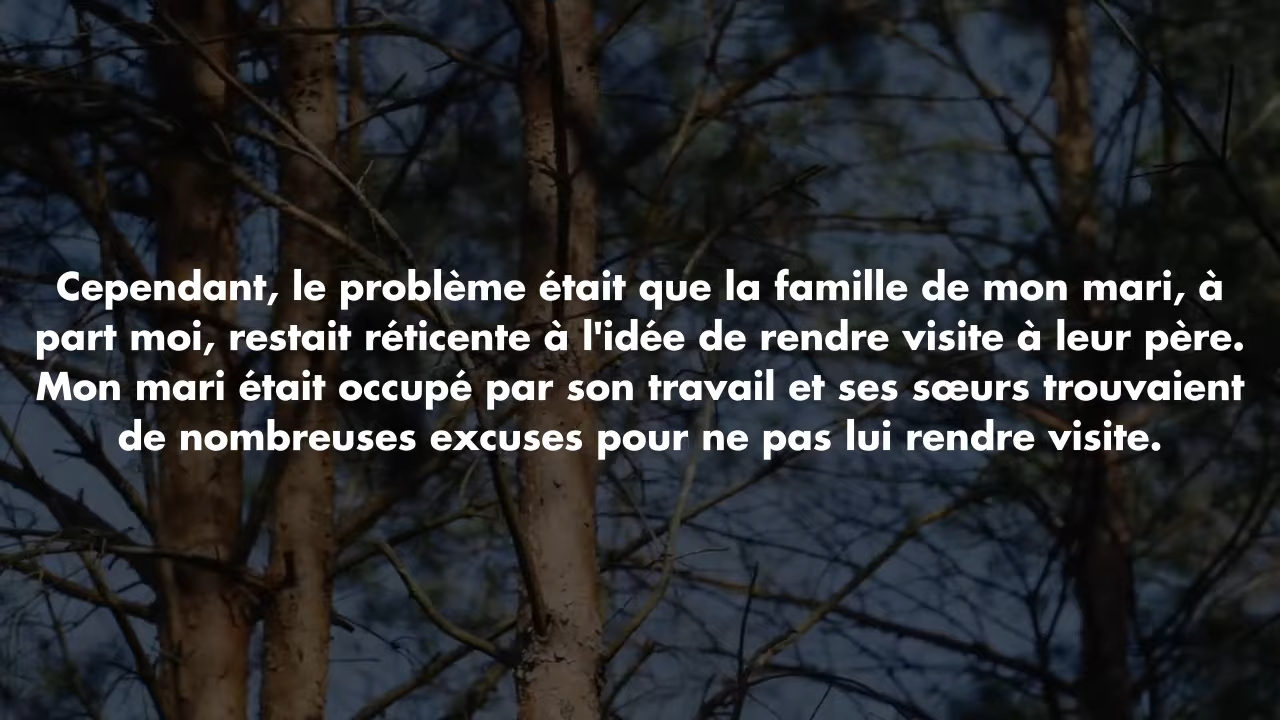 Cependant, le problème était que la famille de mon mari, à
part moi, restait réticente à l'idée de rendre visite à leur père.
Mon mari était occupé par son travail et ses sœurs trouvaient
de nombreuses excuses pour ne pas lui rendre visite.